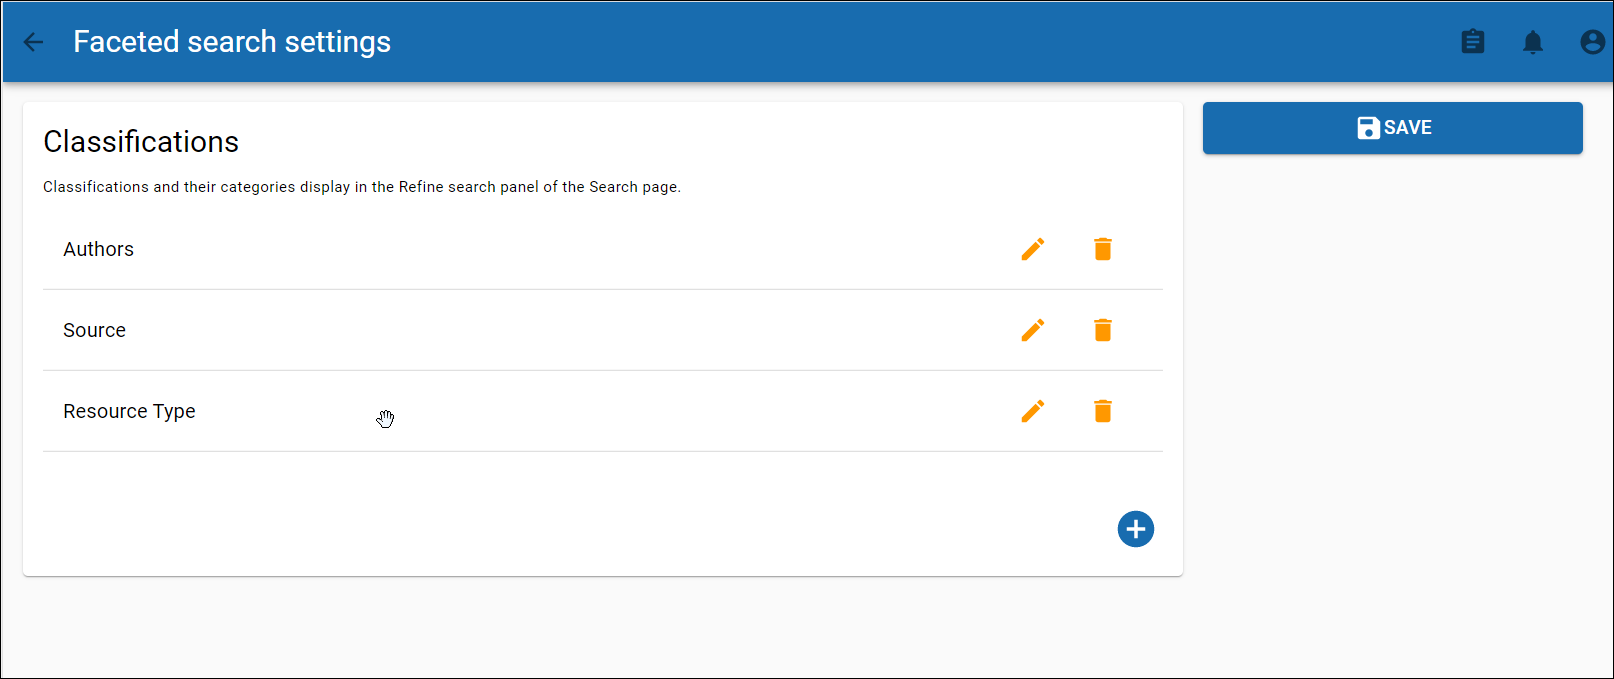 Faceted search settings
Classifications
SAVE
Classifications and their categories display in the Refine search panel of the Search page.
Authors
Source
Resource Type